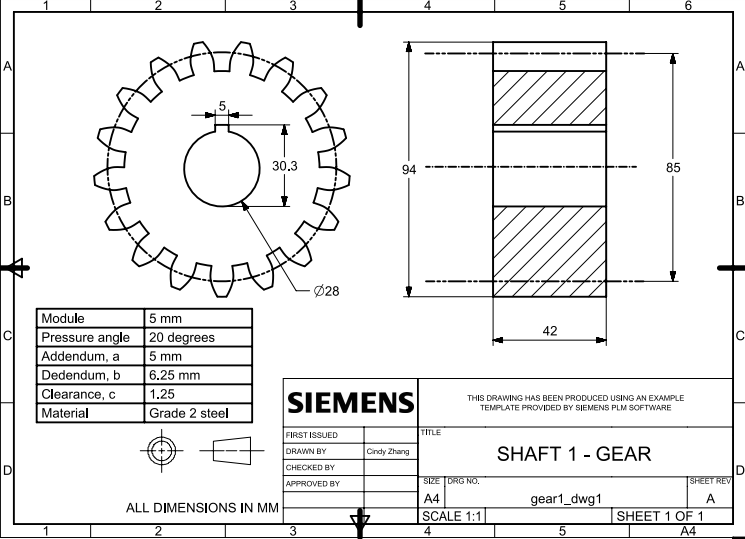 1 2 3 4 5 6
A A
5
30.3
94
85
B B
Ø28
42
C C
Module 5 mm
Pressure angle 20 degrees
Addendum, a 5 mm
Dedendum, b 6.25 mm
Clearance, c 1.25
Material Grade 2 steel
SIEMENS
THIS DRAWING HAS BEEN PRODUCED USING AN EXAMPLE
TEMPLATE PROVIDED BY SIEMENS PLM SOFTWARE
FIRST ISSUED
DRAWN BY Cindy Zhang
CHECKED BY
APPROVED BY
TITLE
SHAFT 1 - GEAR
D D
SIZE DRG NO. SHEET REV
A4 gear1_dwg1 A
SCALE 1:1 SHEET 1 OF 1
ALL DIMENSIONS IN MM
1 2 3 4 5 A4